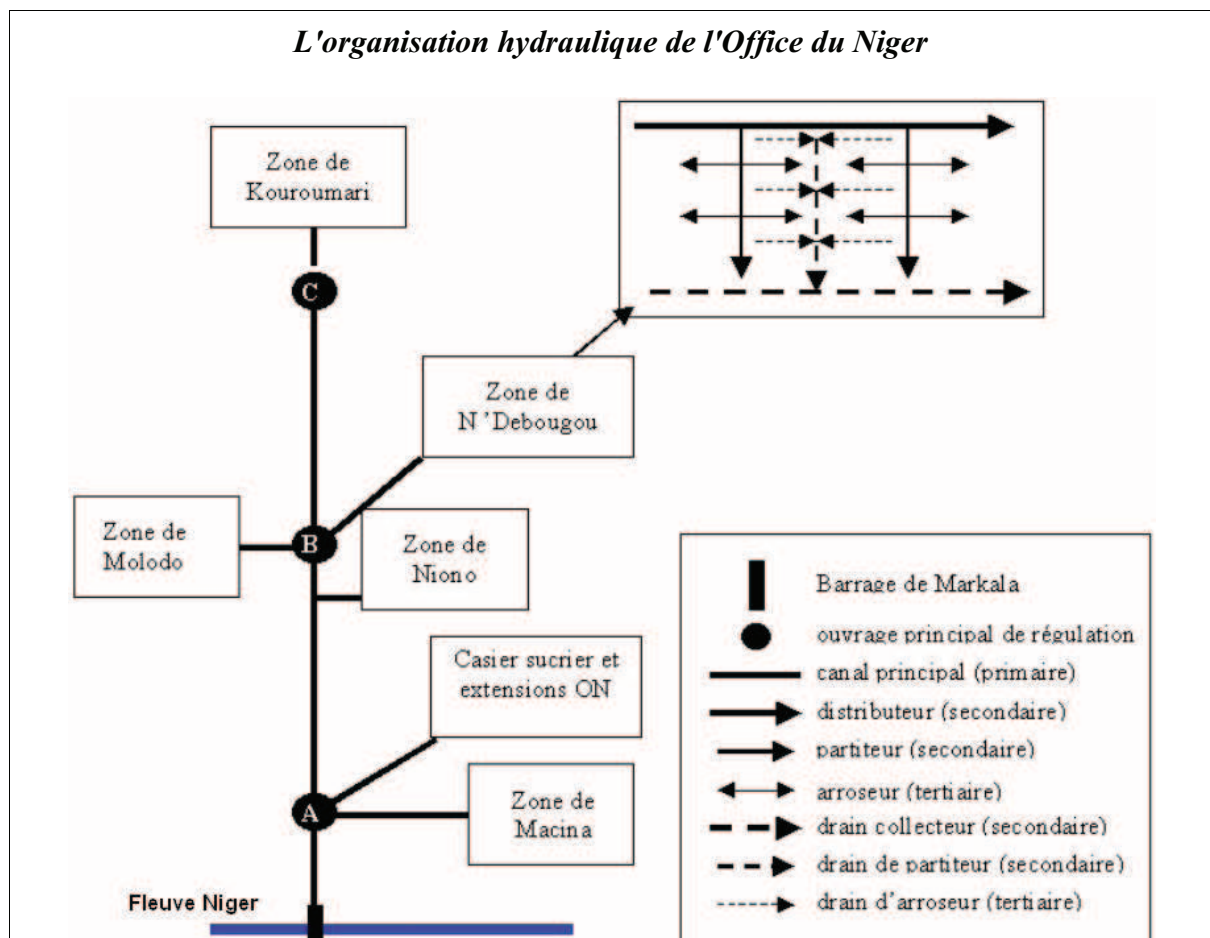 L'organisation hydraulique de l'Office du Niger
Zone de
Kouroumari
C
Zone de
N'Debougou
Zone de
Molodo
B
Zone de
Niono
Casier sucrier et
extensions ON
A
Zone de
Macina
Fleuve Niger
Barrage de Markala
ouvrage principal de régulation
canal principal (primaire)
distributeur (secondaire)
partiteur (secondaire)
arroseur (tertiaire)
drain collecteur (secondaire)
drain de partiteur (secondaire)
drain d'arroseur (tertiaire)